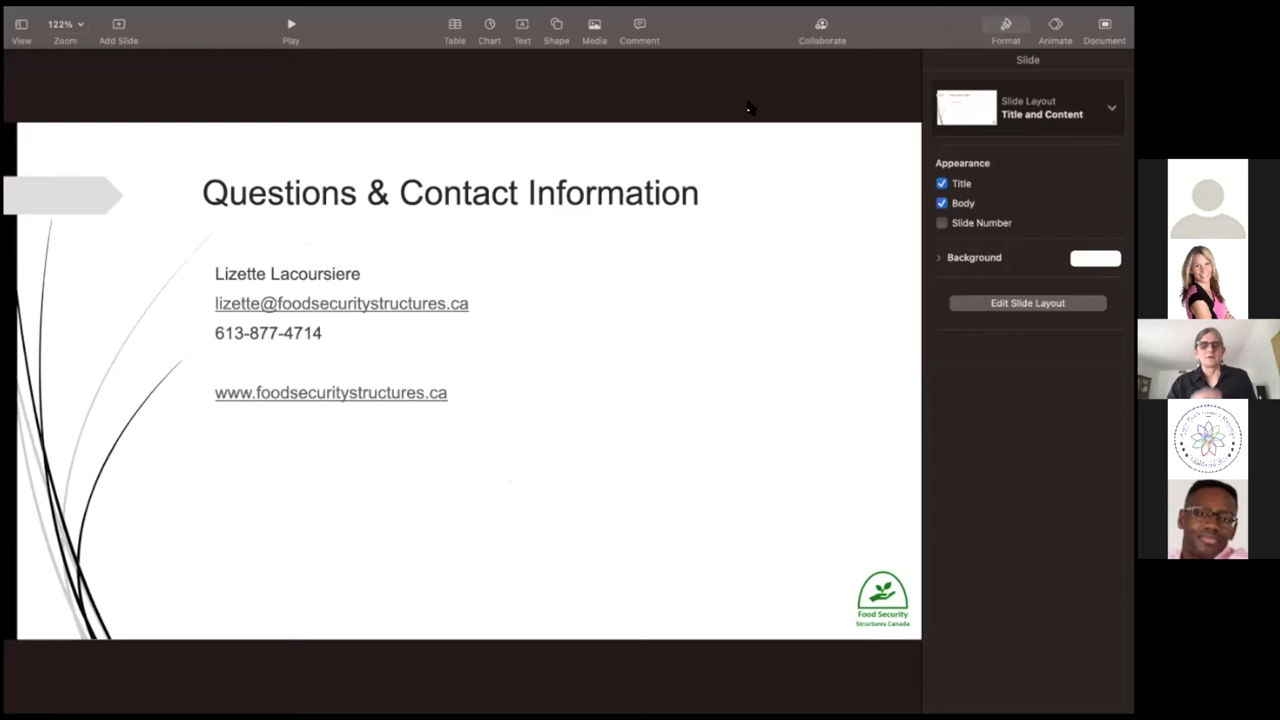 122%
View
Zoom
Add Slide
Play
Table
Chart
Text
Shape
Media
Comment
Collaborate
Format
Animate
Document
Slide
Slide Layout
Title and Content
Appearance
Title
Body
Slide Number
Background
Edit Slide Layout
Questions & Contact Information
Lizette Lacoursiere
lizette@foodsecuritystructures.ca
613-877-4714
www.foodsecuritystructures.ca
Food Security
Structures Canada